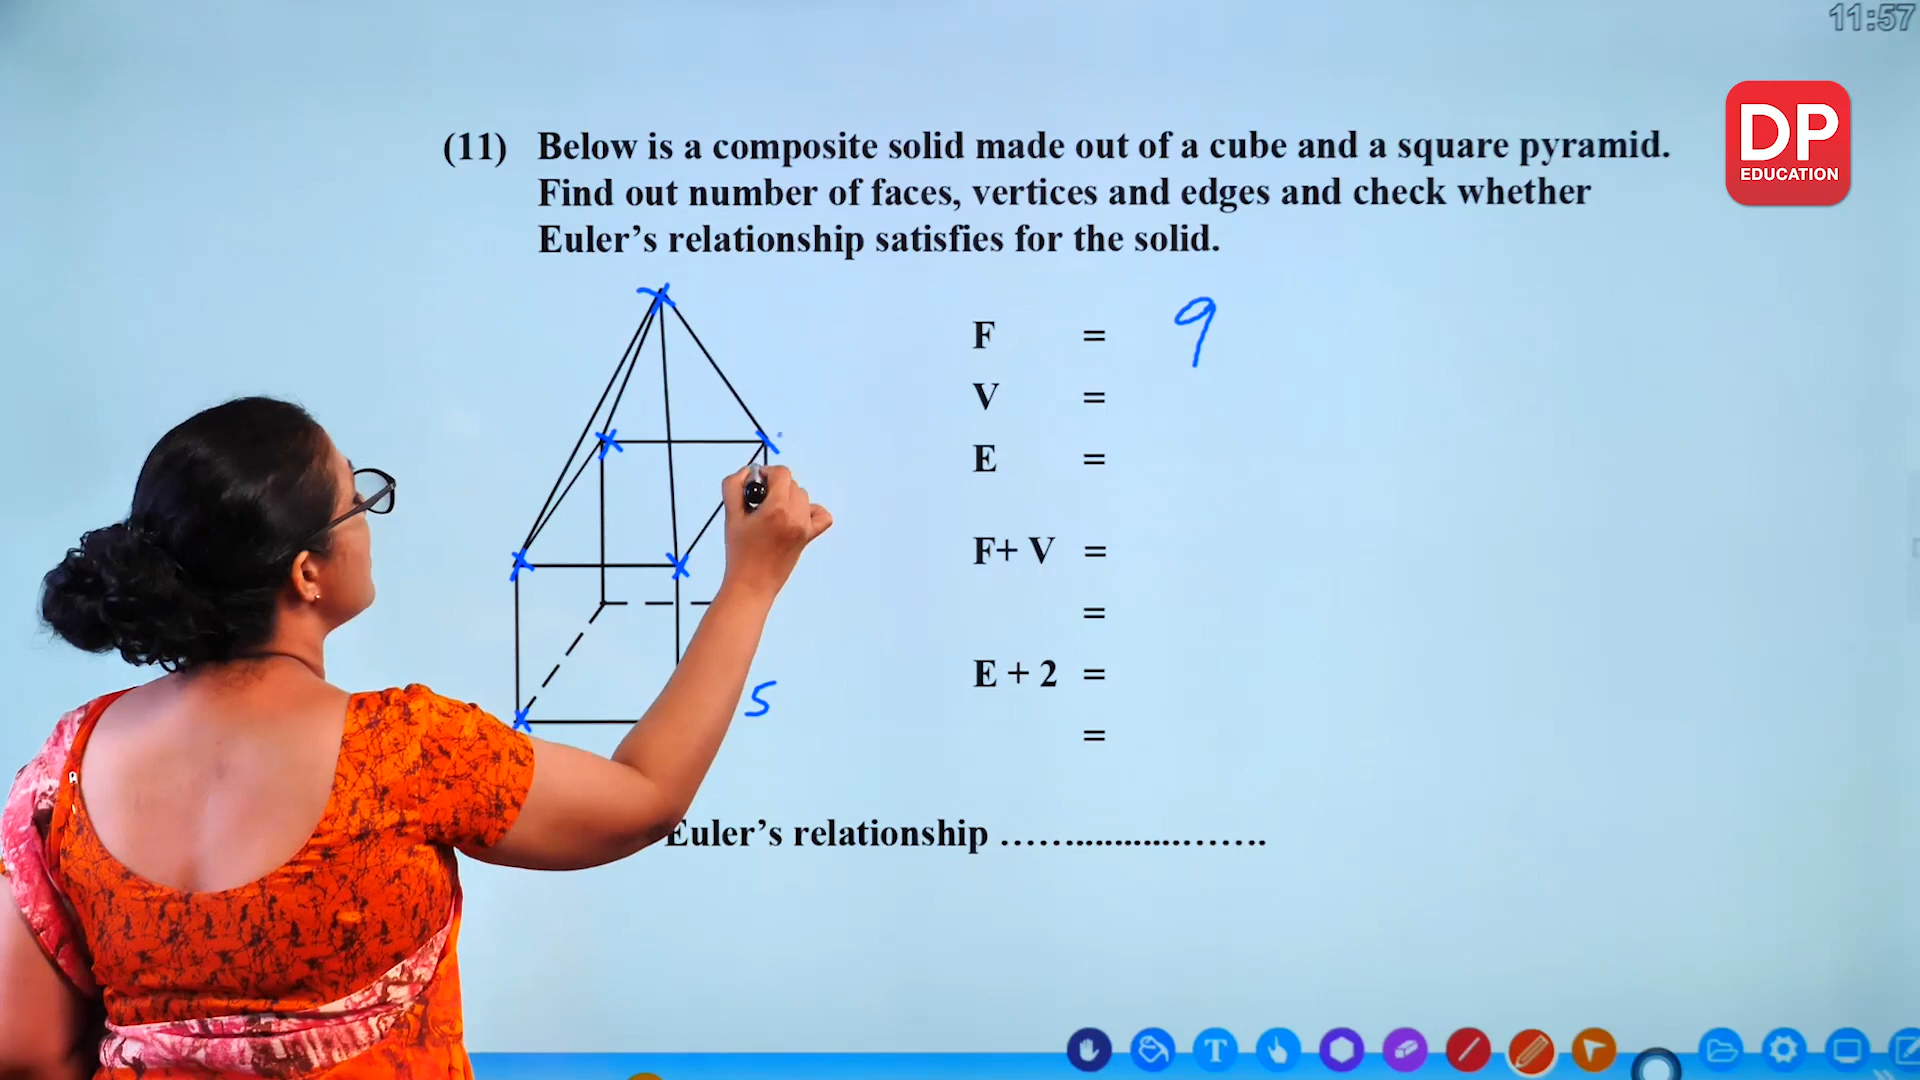 11:57
DP
EDUCATION
(11) Below is a composite solid made out of a cube and a square pyramid.
Find out number of faces, vertices and edges and check whether
Euler's relationship satisfies for the solid.
F = 9
V =
E =
F+ V =
=
E + 2 =
=
5
Euler's relationship ……...........…….